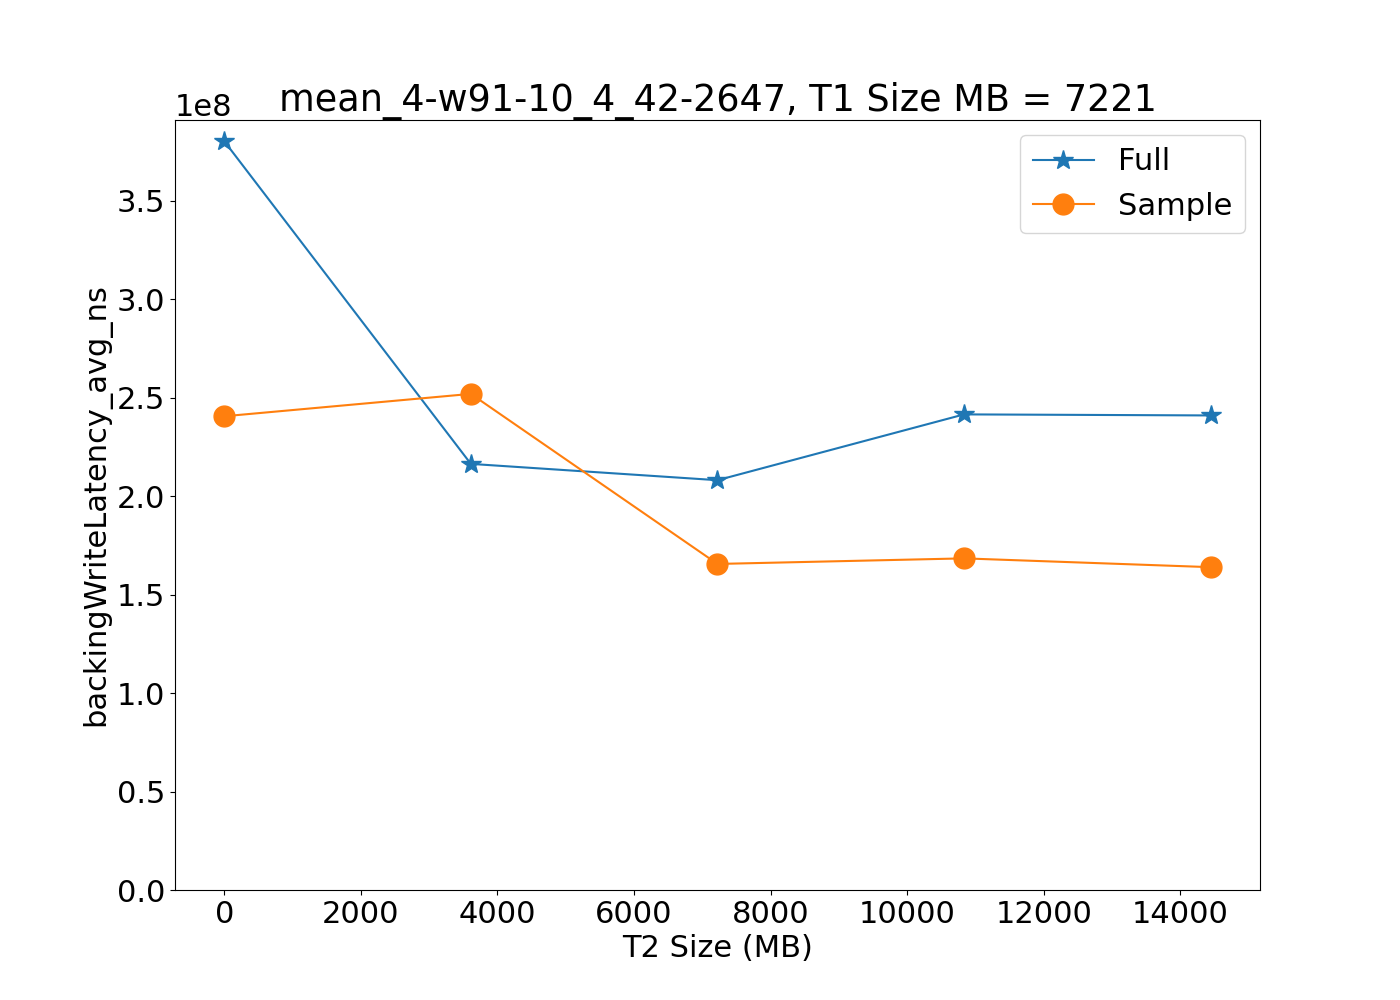 1e8
mean_4-w91-10_4_42-2647, T1 Size MB = 7221
Full
Sample
3.5
3.0
2.5
2.0
1.5
1.0
0.5
0.0
backingWriteLatency_avg_ns
0 2000 4000 6000 8000 10000 12000 14000
T2 Size (MB)